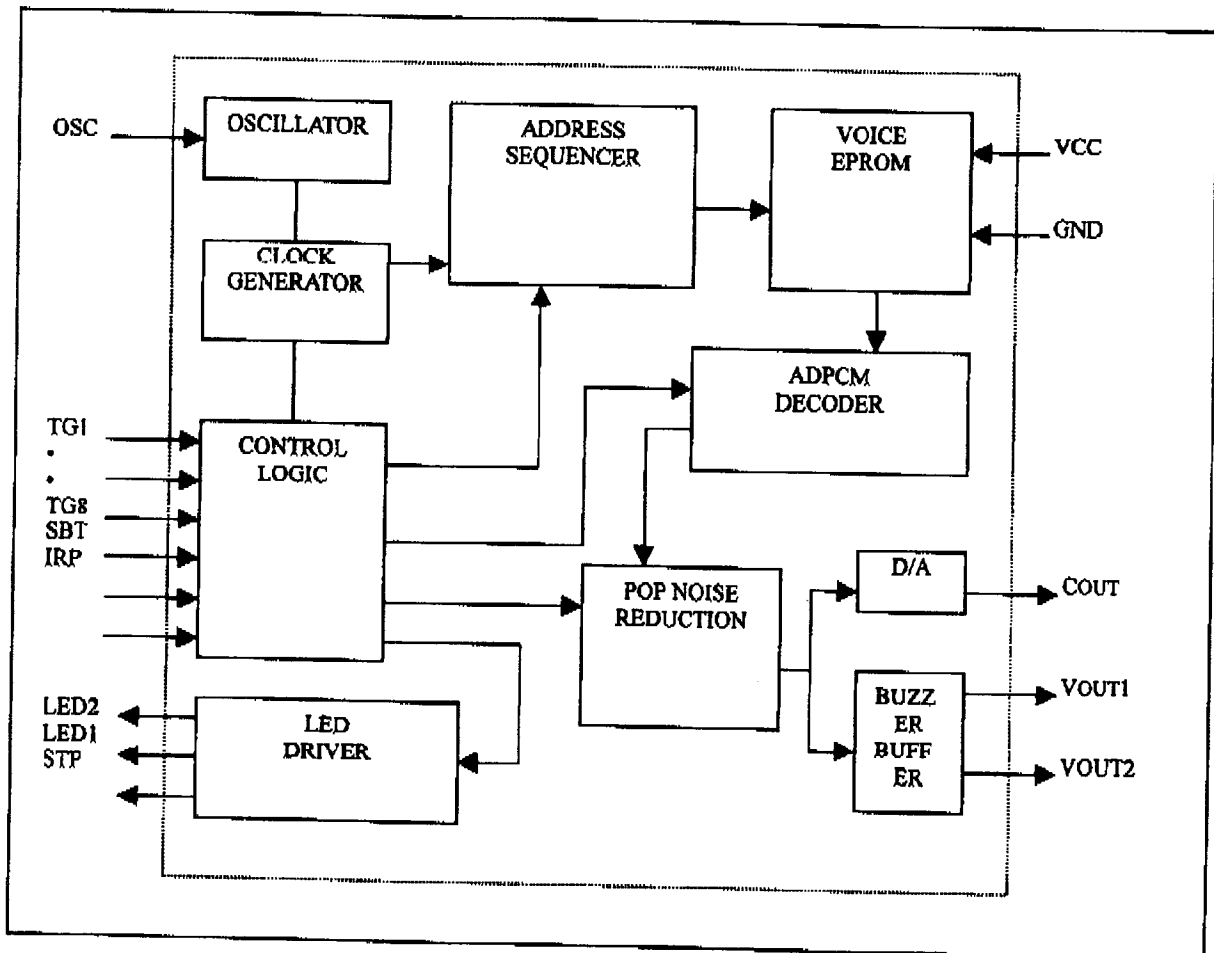 OSC
OSCILLATOR
ADDRESS
SEQUENCER
VOICE
EPROM
VCC
GND
CLOCK
GENERATOR
ADPCM
DECODER
TG1
•
•
TG8
SBT
IRP
CONTROL
LOGIC
POP NOISE
REDUCTION
D/A
COUT
LED2
LED1
STP
LED
DRIVER
BUZZ
ER
BUFF
ER
VOUT1
VOUT2